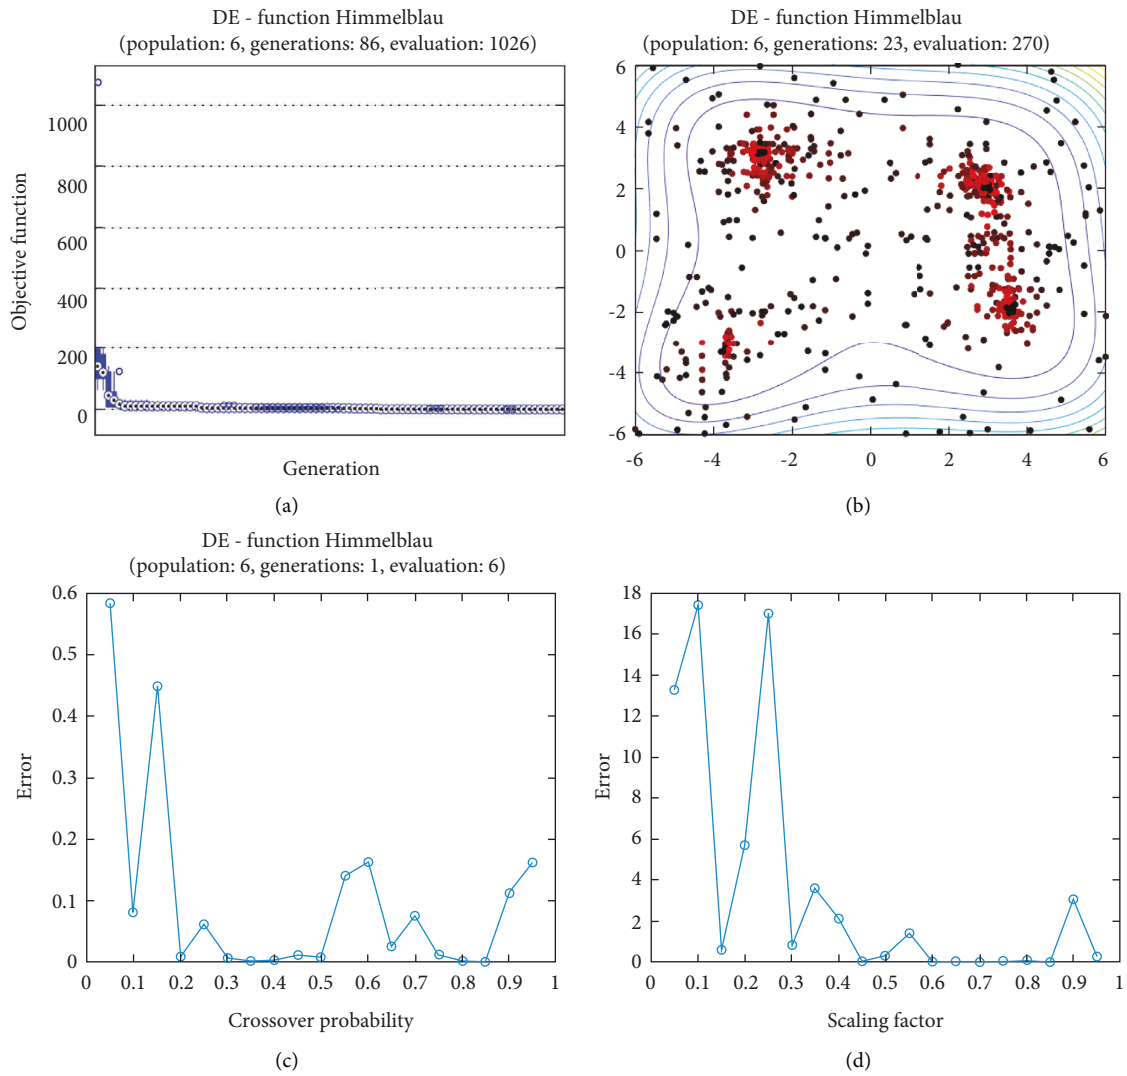 DE - function Himmelblau
(population: 6, generations: 86, evaluation: 1026)
Objective function
1000
800
600
400
200
0
Generation
(a)
DE - function Himmelblau
(population: 6, generations: 23, evaluation: 270)
6
4
2
0
-2
-4
-6
-6 -4 -2 0 2 4 6
(b)
DE - function Himmelblau
(population: 6, generations: 1, evaluation: 6)
Error
0.6
0.5
0.4
0.3
0.2
0.1
0
0 0.1 0.2 0.3 0.4 0.5 0.6 0.7 0.8 0.9 1
Crossover probability
(c)
Error
18
16
14
12
10
8
6
4
2
0
0 0.1 0.2 0.3 0.4 0.5 0.6 0.7 0.8 0.9 1
Scaling factor
(d)